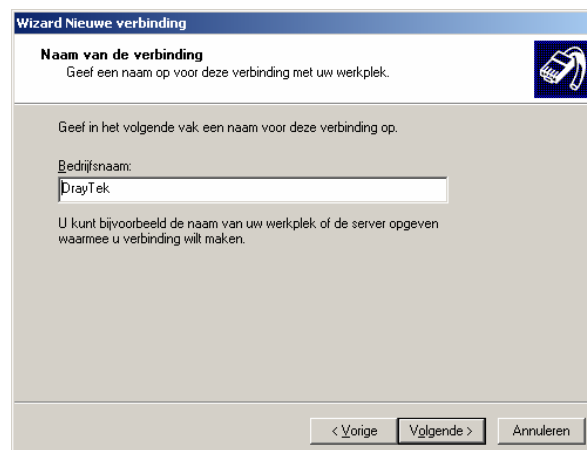 Wizard Nieuwe verbinding
Naam van de verbinding
Geef een naam op voor deze verbinding met uw werkplek.
Geef in het volgende vak een naam voor deze verbinding op.
Bedrijfsnaam:
DrayTek
U kunt bijvoorbeeld de naam van uw werkplek of de server opgeven
waarmee u verbinding wilt maken.
< Vorige
Volgende >
Annuleren